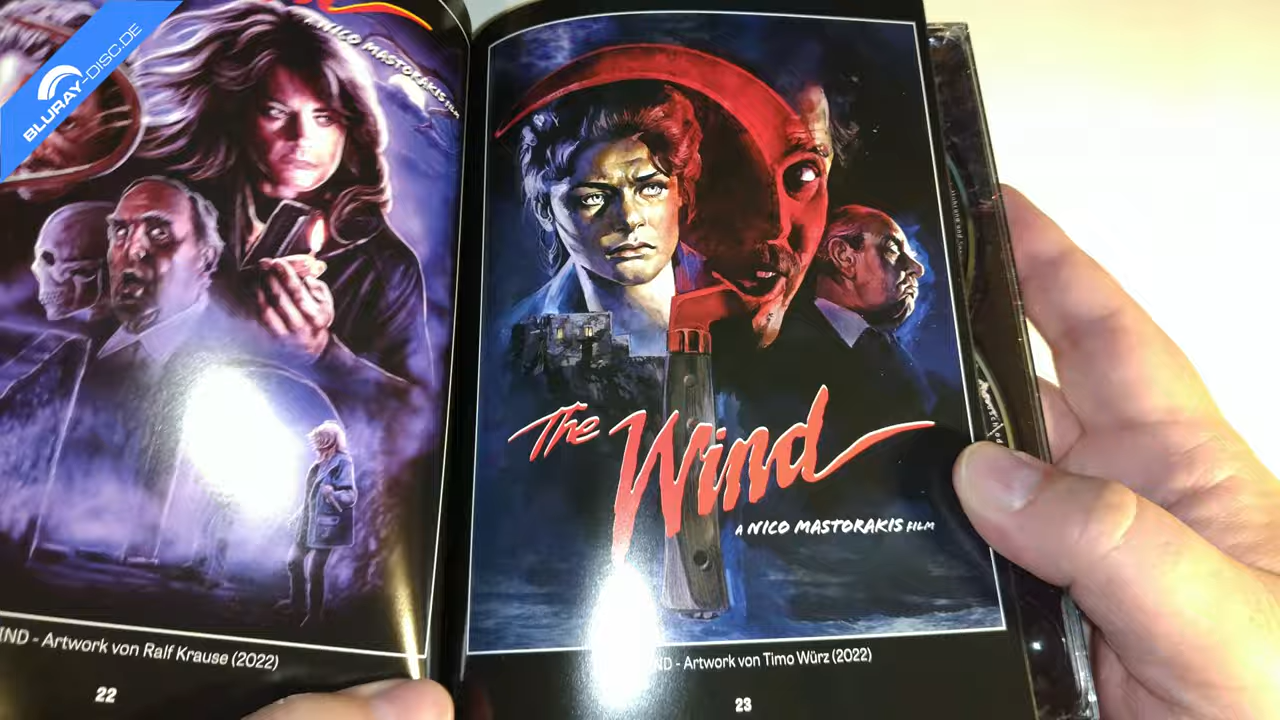 BLURAY-DISC.DE
A NICO MASTORAKIS FILM
IND - Artwork von Ralf Krause (2022)
22
The Wind
A NICO MASTORAKIS FILM
ND - Artwork von Timo Würz (2022)
23